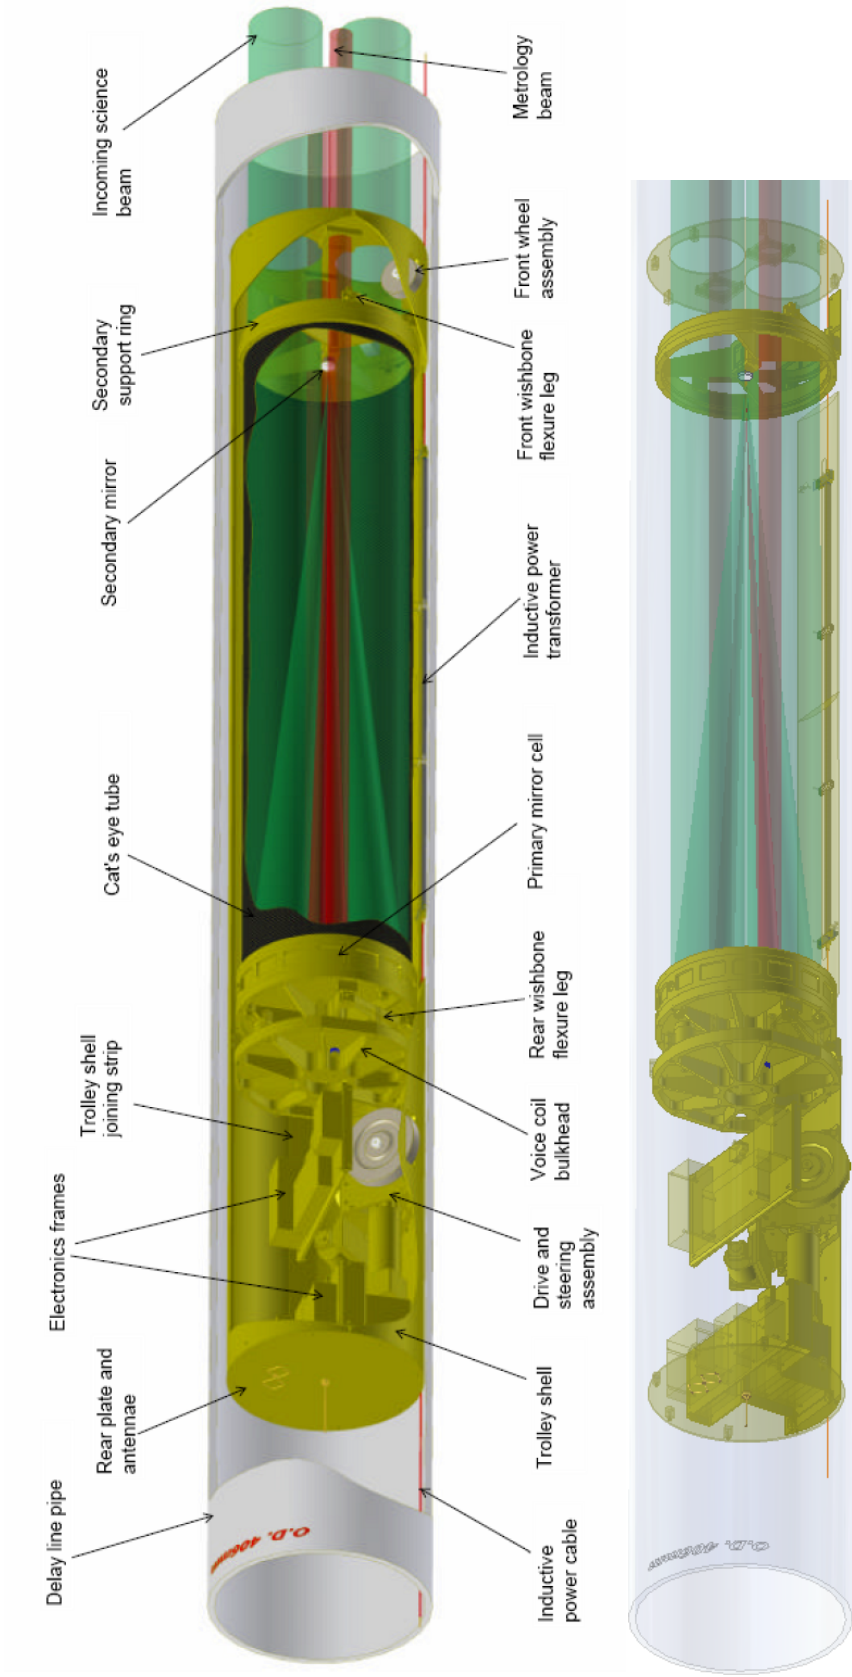 Incoming science
beam
Metrology
beam
Secondary
support ring
Front wheel
assembly
Secondary mirror
Front wishbone
flexure leg
Inductive power
transformer
Cat's eye tube
Primary mirror cell
Trolley shell
joining strip
Rear wishbone
flexure leg
Electronics frames
Voice coil
bulkhead
Rear plate and
antennae
Drive and
steering
assembly
Delay line pipe
Trolley shell
Inductive
power cable
O.D. 406mm
O.D. 406mm